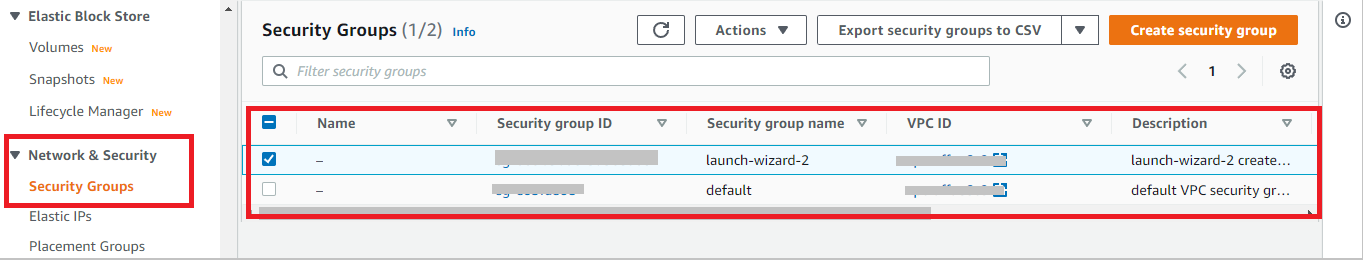 Elastic Block Store
Volumes New
Snapshots New
Lifecycle Manager New
Network & Security
Security Groups
Elastic IPs
Placement Groups
Security Groups (1/2) Info
Actions
Export security groups to CSV
Create security group
Filter security groups
1
Name Security group ID Security group name VPC ID Description
– launch-wizard-2 launch-wizard-2 create...
– default default VPC security gr...